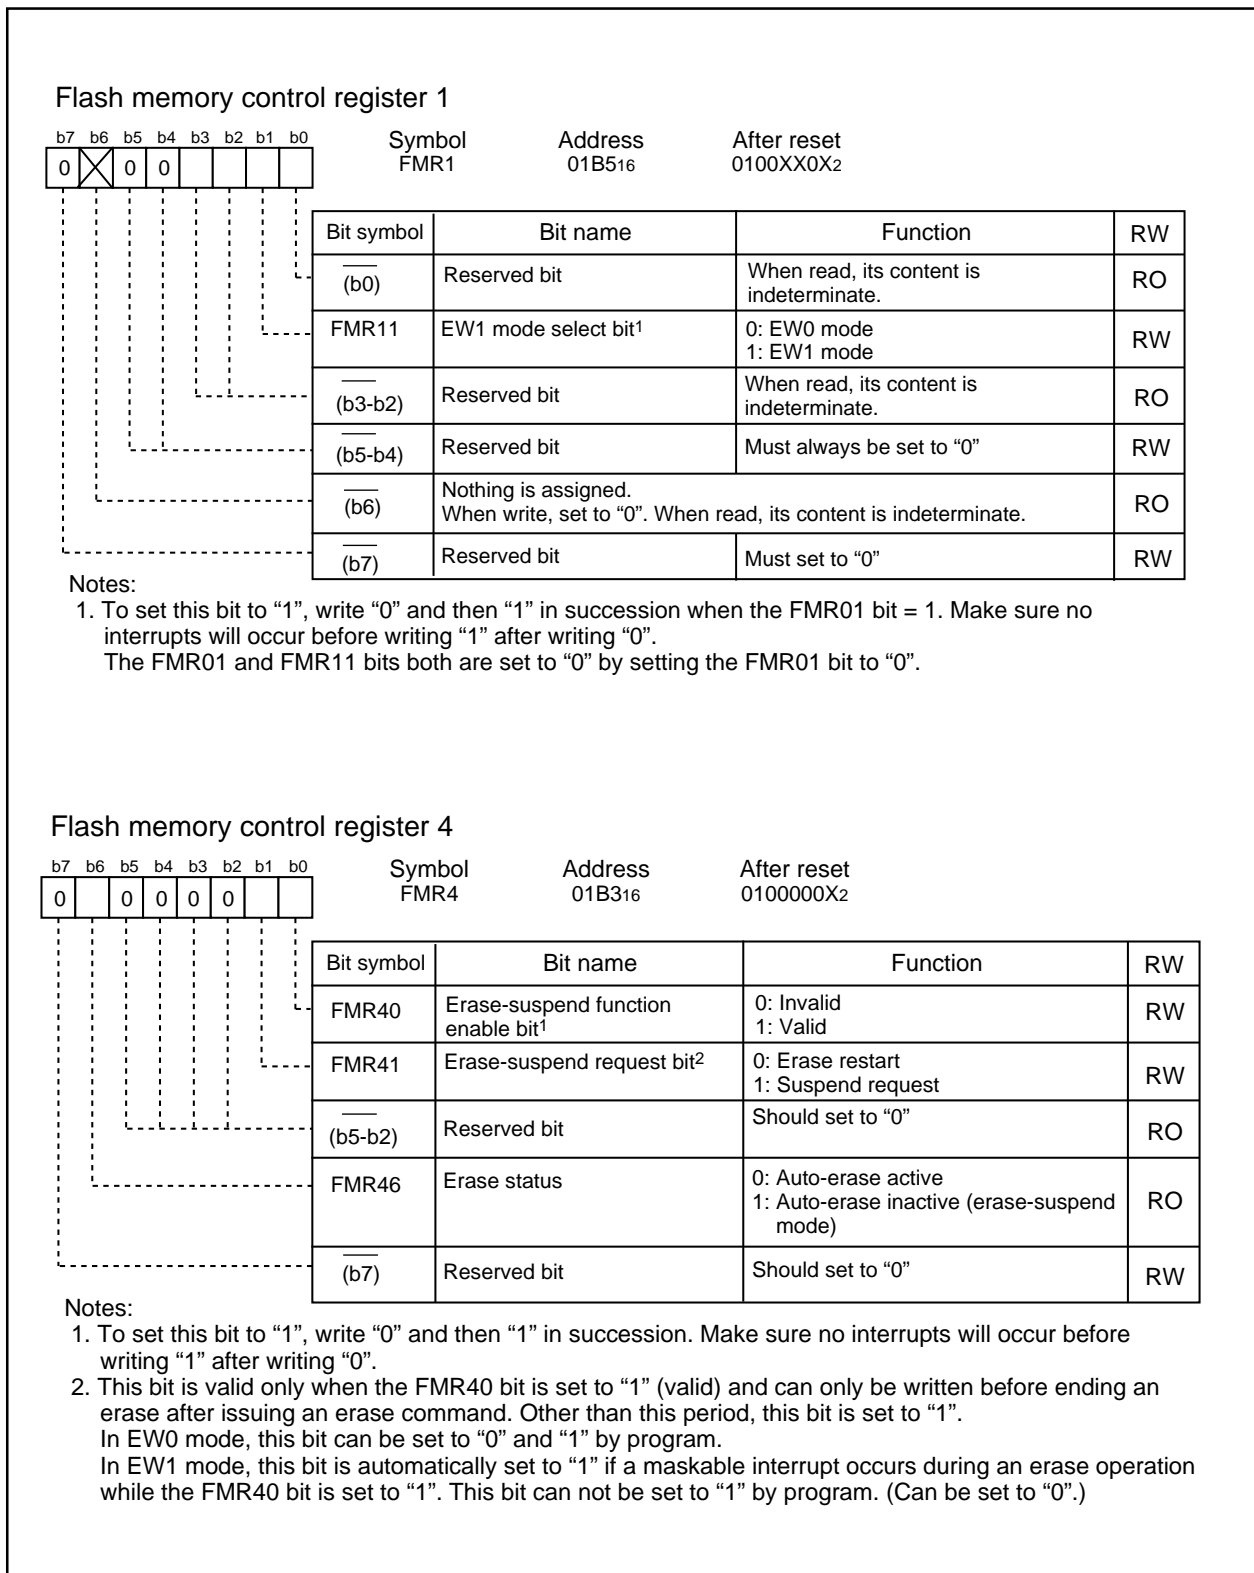 Flash memory control register 1
b7 b6 b5 b4 b3 b2 b1 b0
Symbol Address After reset
0 0 0 FMR1 01B516 0100XX0X2
Bit symbol Bit name Function RW
(b0) Reserved bit When read, its content is
indeterminate. RO
FMR11 EW1 mode select bit1 0: EW0 mode
1: EW1 mode RW
(b3-b2) Reserved bit When read, its content is
indeterminate. RO
(b5-b4) Reserved bit Must always be set to “0” RW
(b6) Nothing is assigned.
When write, set to “0”. When read, its content is indeterminate. RO
(b7) Reserved bit Must set to “0” RW
Notes:
1. To set this bit to “1”, write “0” and then “1” in succession when the FMR01 bit = 1. Make sure no
interrupts will occur before writing “1” after writing “0”.
The FMR01 and FMR11 bits both are set to “0” by setting the FMR01 bit to “0”.
Flash memory control register 4
b7 b6 b5 b4 b3 b2 b1 b0
Symbol Address After reset
0 0 0 0 0 FMR4 01B316 0100000X2
Bit symbol Bit name Function RW
FMR40 Erase-suspend function
enable bit1 0: Invalid
1: Valid RW
FMR41 Erase-suspend request bit2 0: Erase restart
1: Suspend request RW
(b5-b2) Reserved bit Should set to “0” RO
FMR46 Erase status 0: Auto-erase active
1: Auto-erase inactive (erase-suspend
mode) RO
(b7) Reserved bit Should set to “0” RW
Notes:
1. To set this bit to “1”, write “0” and then “1” in succession. Make sure no interrupts will occur before
writing “1” after writing “0”.
2. This bit is valid only when the FMR40 bit is set to “1” (valid) and can only be written before ending an
erase after issuing an erase command. Other than this period, this bit is set to “1”.
In EW0 mode, this bit can be set to “0” and “1” by program.
In EW1 mode, this bit is automatically set to “1” if a maskable interrupt occurs during an erase operation
while the FMR40 bit is set to “1”. This bit can not be set to “1” by program. (Can be set to “0”.)